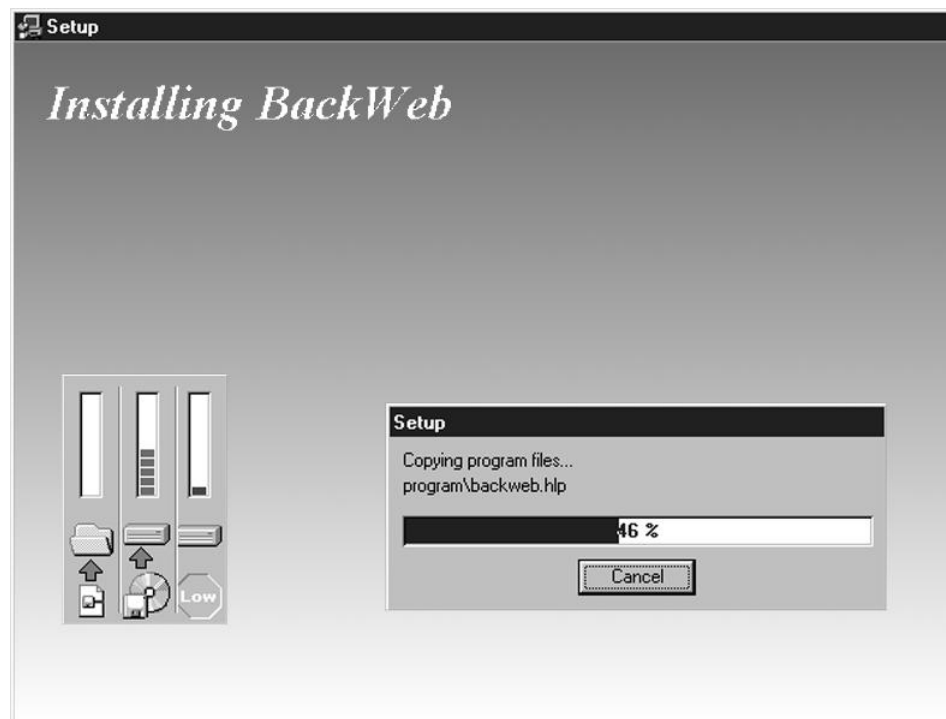 Setup
Installing BackWeb
Setup
Copying program files...
program\backweb.hlp
46 %
Cancel
Low